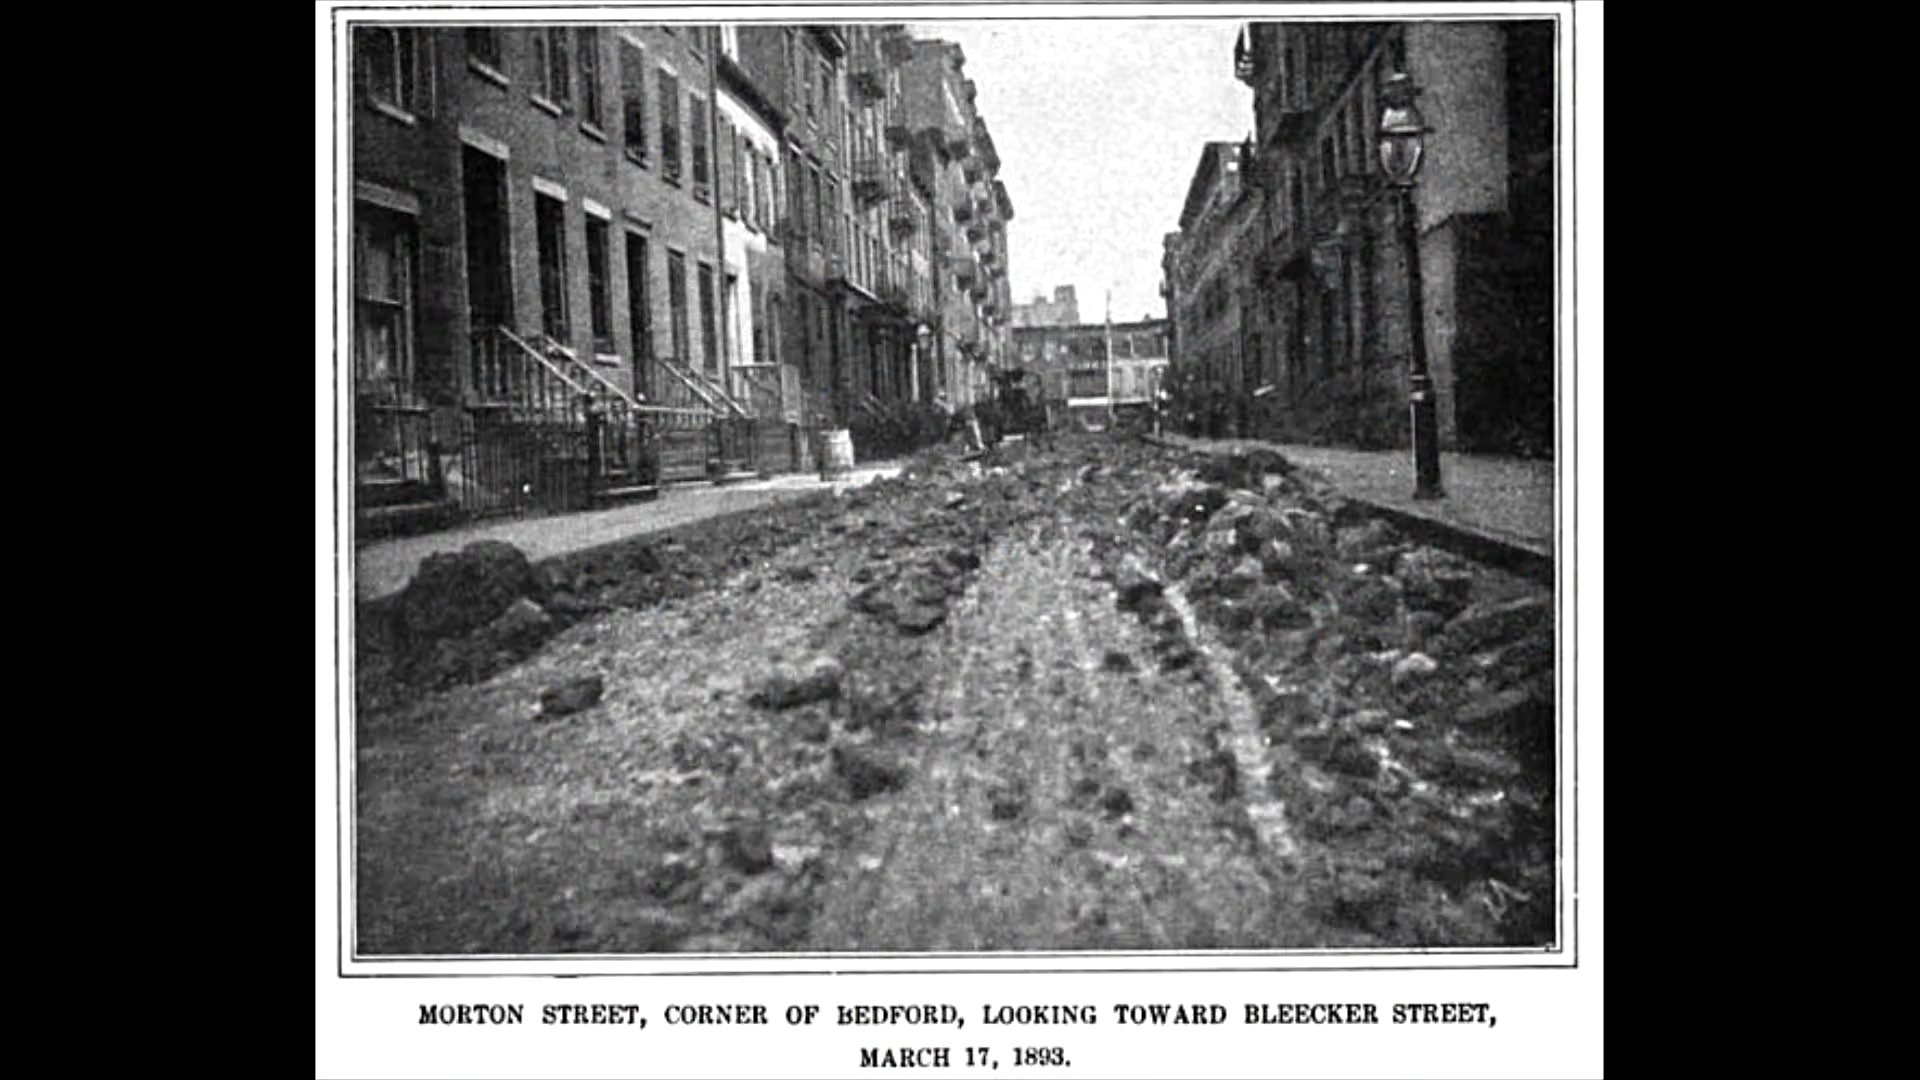 MORTON STREET, CORNER OF BEDFORD, LOOKING TOWARD BLEECKER STREET,
MARCH 17, 1893.